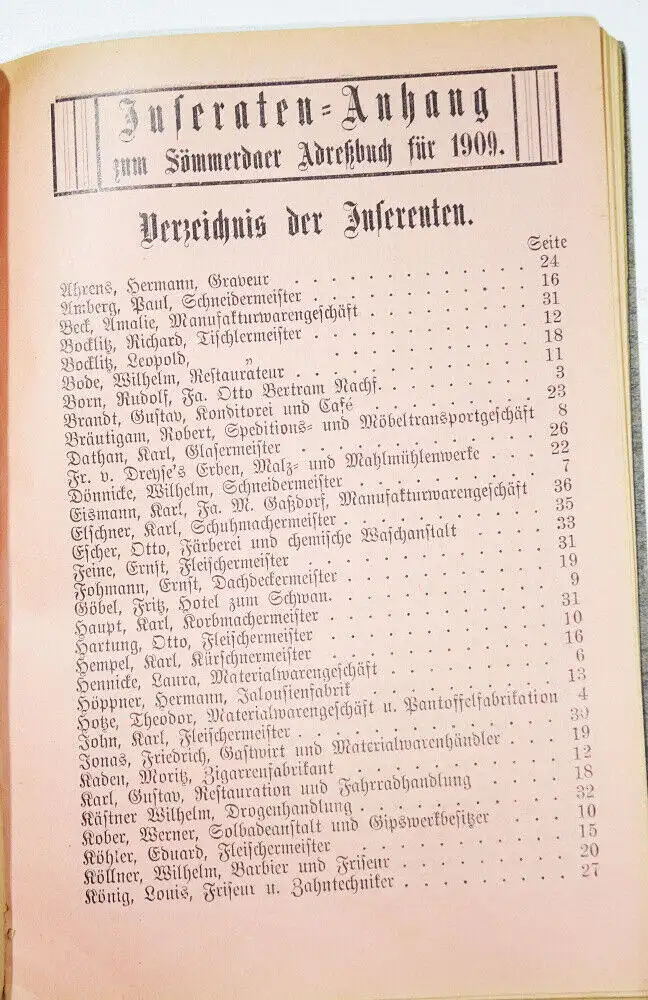 Inseraten=Anhang
zum Sömmerdaer Adreßbuch für 1909.
Verzeichnis der Inserenten.
Seite
Ahrens, Hermann, Graveur . . . . . . . . . . . . 24
Amberg, Paul, Schneidermeister . . . . . . . . . . 16
Beck, Amalie, Manufakturwarengeschäft . . . . . . . 31
Bocklitz, Richard, Tischlermeister . . . . . . . . . 12
Bocklitz, Leopold, „ . . . . . . . . . 18
Bode, Wilhelm, Restaurateur . . . . . . . . . . . 11
Born, Rudolf, Fa. Otto Bertram Nachf. . . . . . . . 3
Brandt, Gustav, Konditorei und Café . . . . . . . . 23
Bräutigam, Robert, Speditions= und Möbeltransportgeschäft 8
Dathan, Karl, Glasermeister . . . . . . . . . . . 26
Fr. v. Dreyse's Erben, Malz= und Mahlmühlenwerke . . . 22
Dönnicke, Wilhelm, Schneidermeister . . . . . . . . 7
Eismann, Karl, Fa. M. Gaßdorf, Manufakturwarengeschäft 36
Elschner, Karl, Schuhmachermeister . . . . . . . . . 35
Escher, Otto, Färberei und chemische Waschanstalt . . . . 33
Feine, Ernst, Fleischermeister . . . . . . . . . . 31
Fohmann, Ernst, Dachdeckermeister . . . . . . . . . 19
Göbel, Fritz, Hotel zum Schwan. . . . . . . . . . 9
Haupt, Karl, Korbmachermeister . . . . . . . . . . 31
Hartung, Otto, Fleischermeister . . . . . . . . . . 10
Hempel, Karl, Kürschnermeister . . . . . . . . . . 16
Hennicke, Laura, Materialwarengeschäft . . . . . . . 6
Höppner, Hermann, Jalousienfabrik . . . . . . . . . 13
Hotze, Theodor, Materialwarengeschäft u. Pantoffelfabrikation 4
John, Karl, Fleischermeister . . . . . . . . . . . 30
Jonas, Friedrich, Gastwirt und Materialwarenhändler . . . 19
Kaden, Moritz, Zigarrenfabrikant . . . . . . . . . 12
Karl, Gustav, Restauration und Fahrradhandlung . . . . 18
Kästner Wilhelm, Drogenhandlung . . . . . . . . . 32
Kober, Werner, Solbadeanstalt und Gipswerkbesitzer . . . 10
Köhler, Eduard, Fleischermeister . . . . . . . . . . 15
Köllner, Wilhelm, Barbier und Friseur . . . . . . . . 20
König, Louis, Friseur u. Zahntechniker . . . . . . . . 27